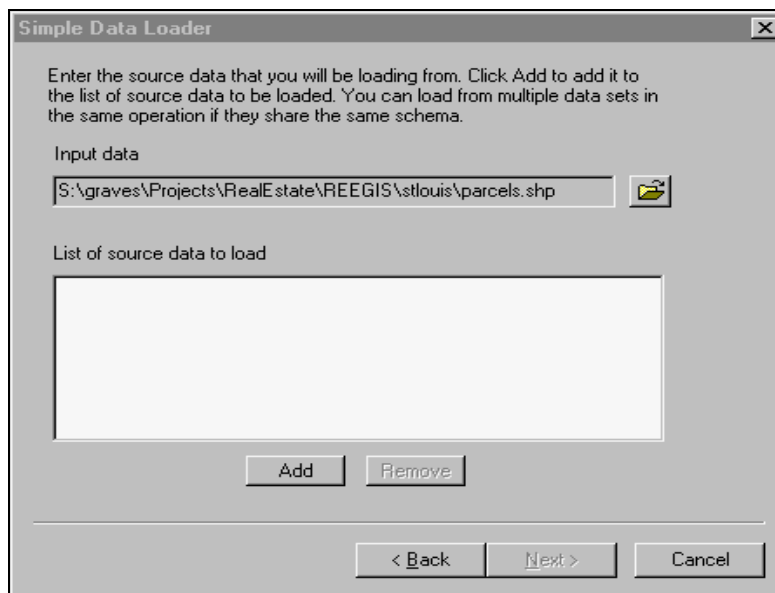 Simple Data Loader
Enter the source data that you will be loading from. Click Add to add it to
the list of source data to be loaded. You can load from multiple data sets in
the same operation if they share the same schema.
Input data
S:\graves\Projects\RealEstate\REEGIS\stlouis\parcels.shp
List of source data to load
Add
Remove
< Back
Next >
Cancel